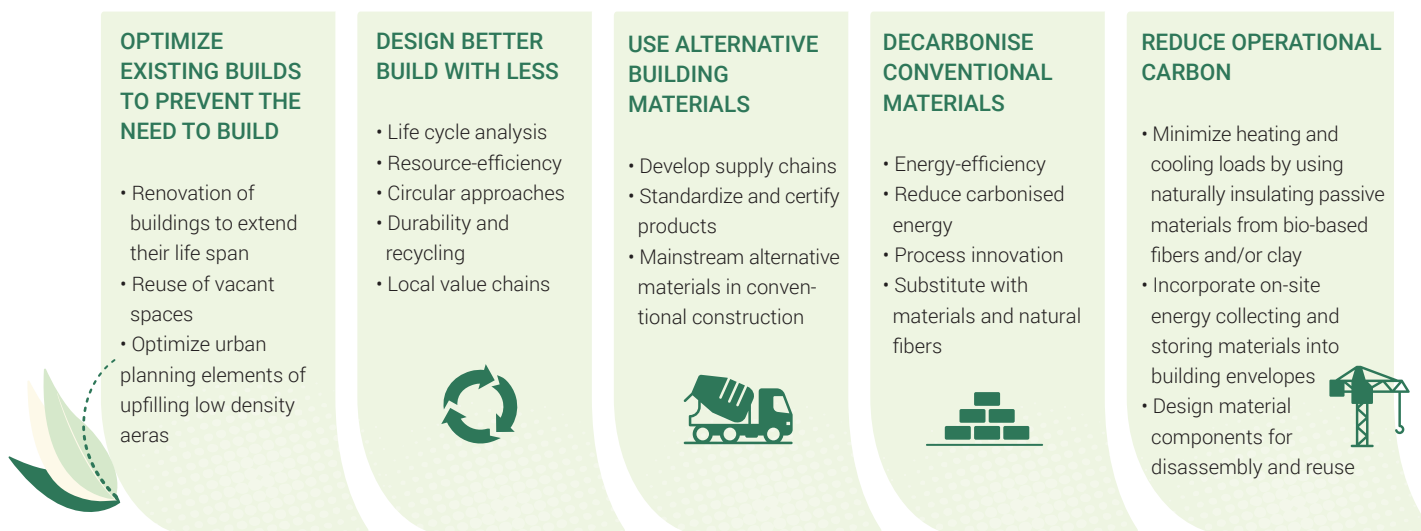 OPTIMIZE
EXISTING BUILDS
TO PREVENT THE
NEED TO BUILD
• Renovation of
buildings to extend
their life span
• Reuse of vacant
spaces
• Optimize urban
planning elements of
upfilling low density
aeras
DESIGN BETTER
BUILD WITH LESS
• Life cycle analysis
• Resource-efficiency
• Circular approaches
• Durability and
recycling
• Local value chains
USE ALTERNATIVE
BUILDING
MATERIALS
• Develop supply chains
• Standardize and certify
products
• Mainstream alternative
materials in conven-
tional construction
DECARBONISE
CONVENTIONAL
MATERIALS
• Energy-efficiency
• Reduce carbonised
energy
• Process innovation
• Substitute with
materials and natural
fibers
REDUCE OPERATIONAL
CARBON
• Minimize heating and
cooling loads by using
naturally insulating passive
materials from bio-based
fibers and/or clay
• Incorporate on-site
energy collecting and
storing materials into
building envelopes
• Design material
components for
disassembly and reuse